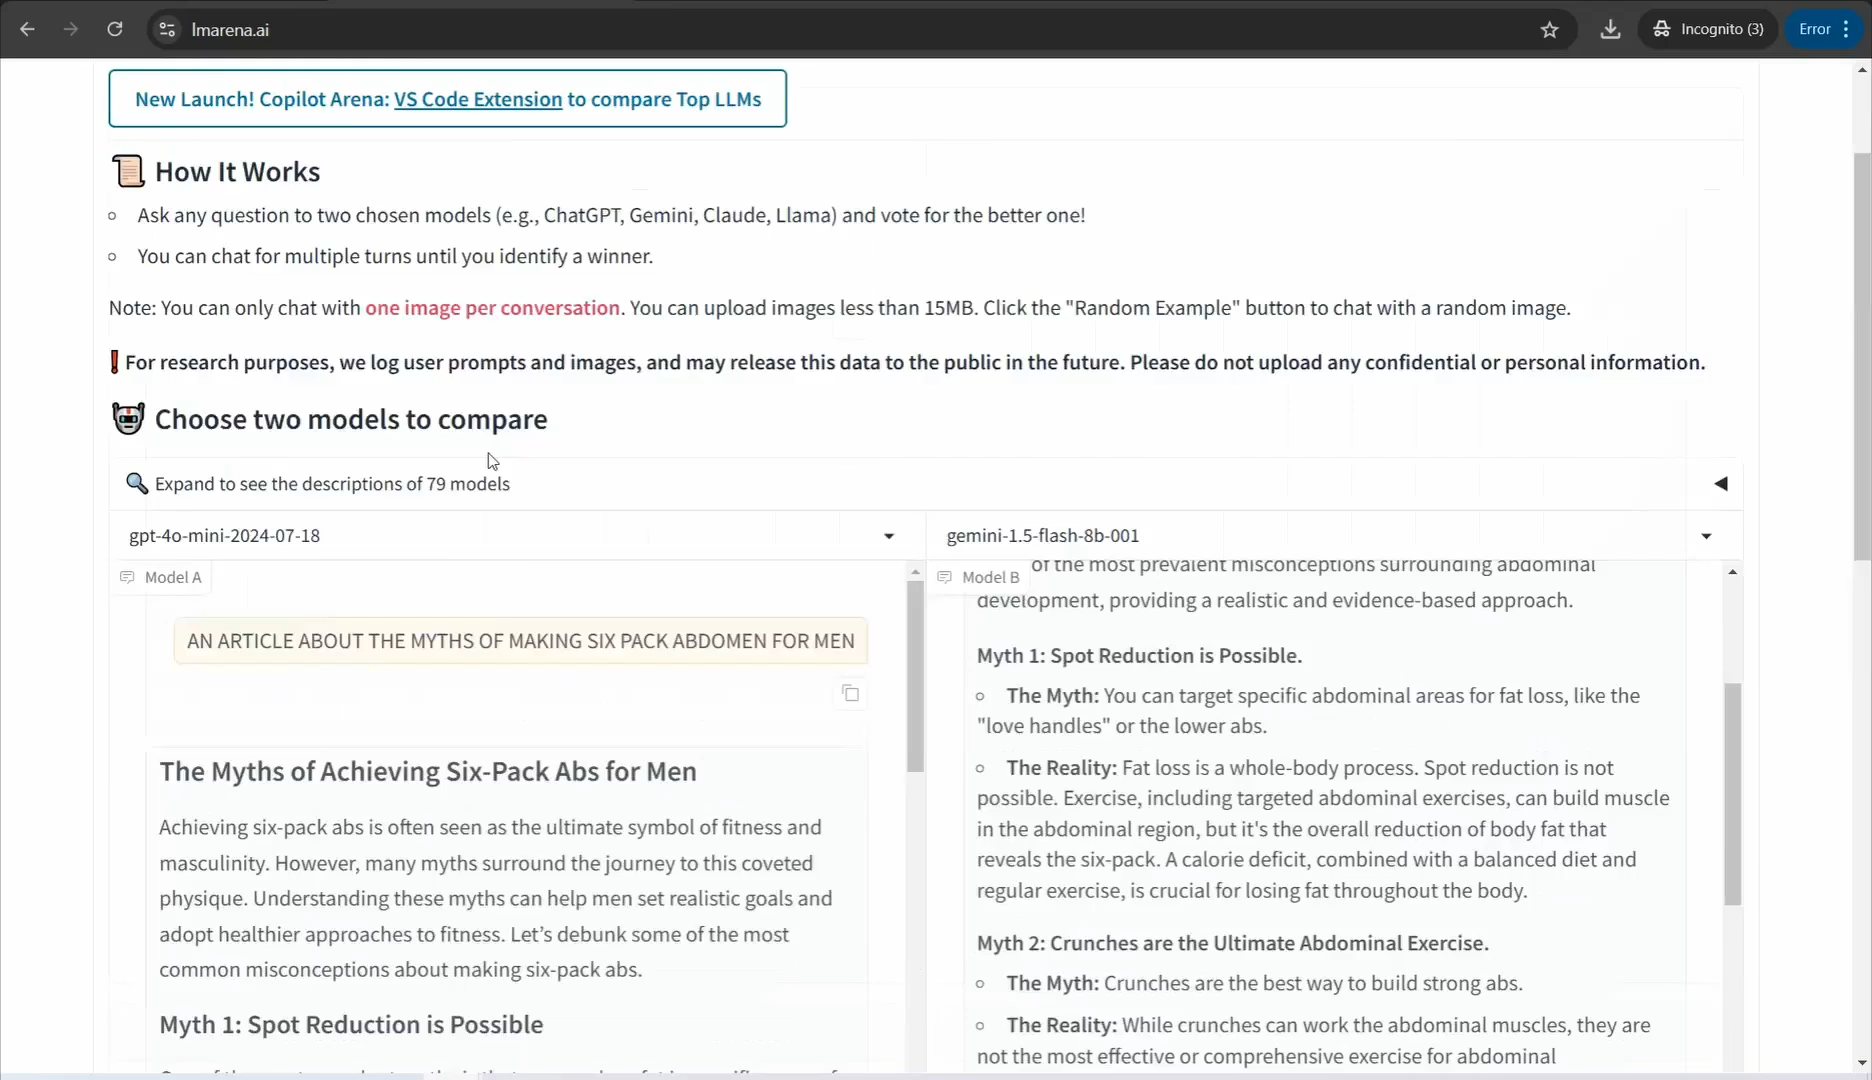 lmarena.ai
Incognito (3)
Error
New Launch! Copilot Arena: VS Code Extension to compare Top LLMs
How It Works
Ask any question to two chosen models (e.g., ChatGPT, Gemini, Claude, Llama) and vote for the better one!
You can chat for multiple turns until you identify a winner.
Note: You can only chat with one image per conversation. You can upload images less than 15MB. Click the "Random Example" button to chat with a random image.
For research purposes, we log user prompts and images, and may release this data to the public in the future. Please do not upload any confidential or personal information.
Choose two models to compare
Expand to see the descriptions of 79 models
gpt-4o-mini-2024-07-18
Model A
AN ARTICLE ABOUT THE MYTHS OF MAKING SIX PACK ABDOMEN FOR MEN
The Myths of Achieving Six-Pack Abs for Men
Achieving six-pack abs is often seen as the ultimate symbol of fitness and
masculinity. However, many myths surround the journey to this coveted
physique. Understanding these myths can help men set realistic goals and
adopt healthier approaches to fitness. Let's debunk some of the most
common misconceptions about making six-pack abs.
Myth 1: Spot Reduction is Possible
gemini-1.5-flash-8b-001
Model B
of the most prevalent misconceptions surrounding abdominal
development, providing a realistic and evidence-based approach.
Myth 1: Spot Reduction is Possible.
The Myth: You can target specific abdominal areas for fat loss, like the
"love handles" or the lower abs.
The Reality: Fat loss is a whole-body process. Spot reduction is not
possible. Exercise, including targeted abdominal exercises, can build muscle
in the abdominal region, but it's the overall reduction of body fat that
reveals the six-pack. A calorie deficit, combined with a balanced diet and
regular exercise, is crucial for losing fat throughout the body.
Myth 2: Crunches are the Ultimate Abdominal Exercise.
The Myth: Crunches are the best way to build strong abs.
The Reality: While crunches can work the abdominal muscles, they are
not the most effective or comprehensive exercise for abdominal